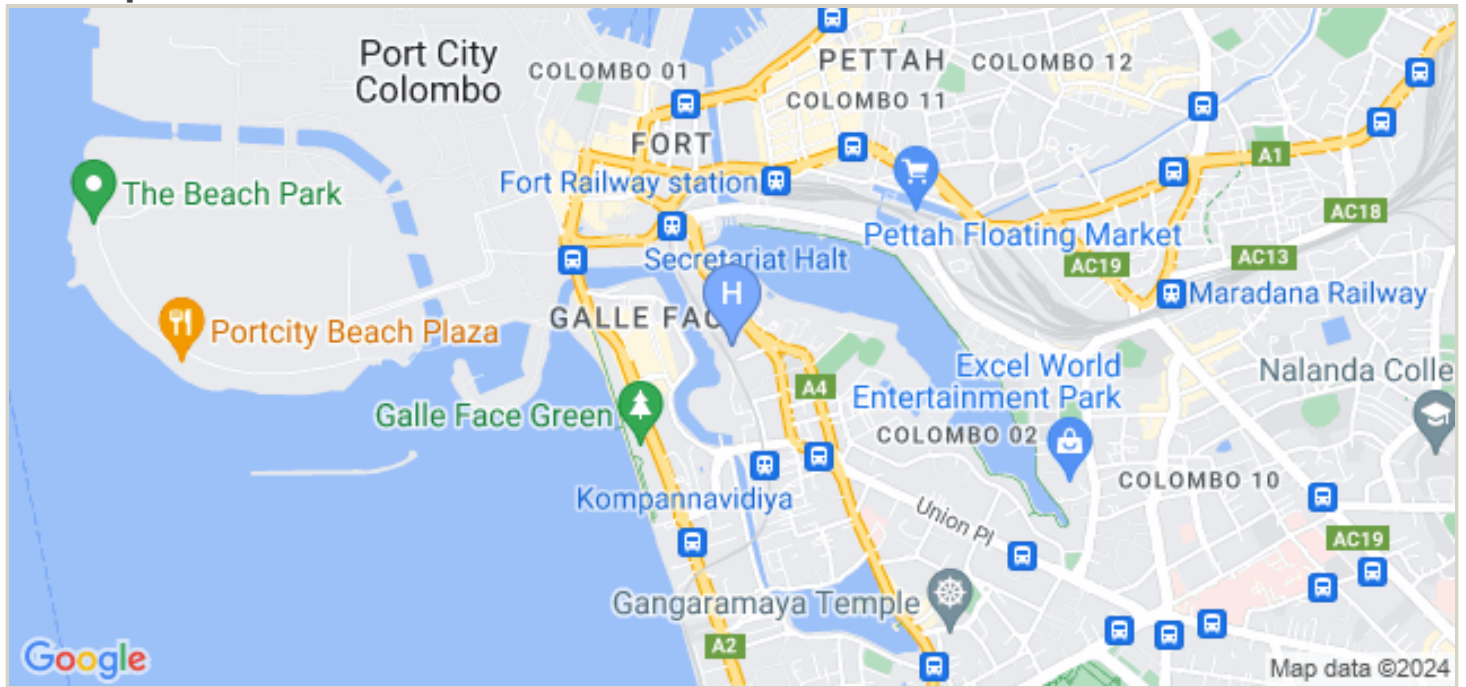 Port City
Colombo
COLOMBO 01
PETTAH
COLOMBO 12
COLOMBO 11
FORT
A1
The Beach Park
Fort Railway station
AC18
Pettah Floating Market
Secretariat Halt
AC19
AC13
H
Maradana Railway
GALLE FAC
Portcity Beach Plaza
Excel World
Entertainment Park
Nalanda Colle
A4
Galle Face Green
COLOMBO 02
COLOMBO 10
Kompannavidiya
Union Pl
AC19
Gangaramaya Temple
A2
Google
Map data ©2024